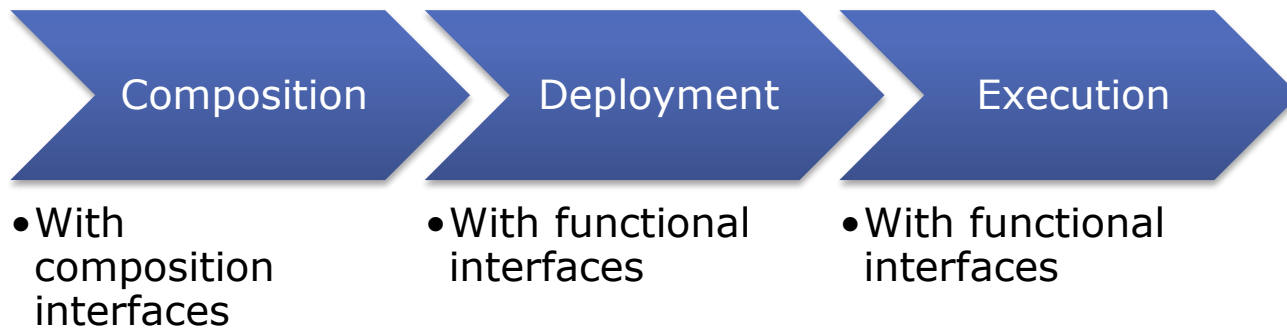 Composition
Deployment
Execution
•With
composition
interfaces
•With functional
interfaces
•With functional
interfaces